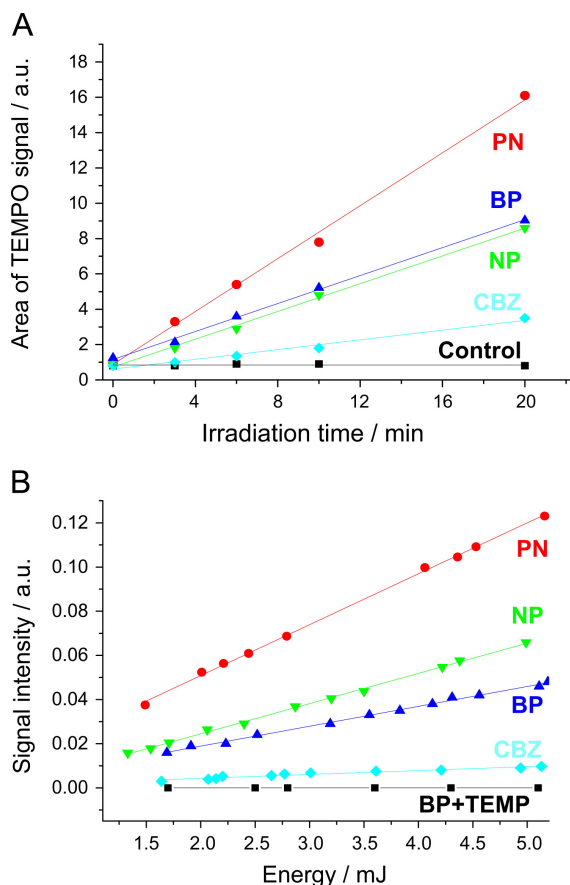 A
Area of TEMPO signal / a.u.
18
16
14
12
10
8
6
4
2
0
PN
BP
NP
CBZ
Control
0 4 8 12 16 20
Irradiation time / min
B
Signal intensity / a.u.
0.12
0.10
0.08
0.06
0.04
0.02
0.00
PN
NP
BP
CBZ
BP+TEMP
1.5 2.0 2.5 3.0 3.5 4.0 4.5 5.0
Energy / mJ